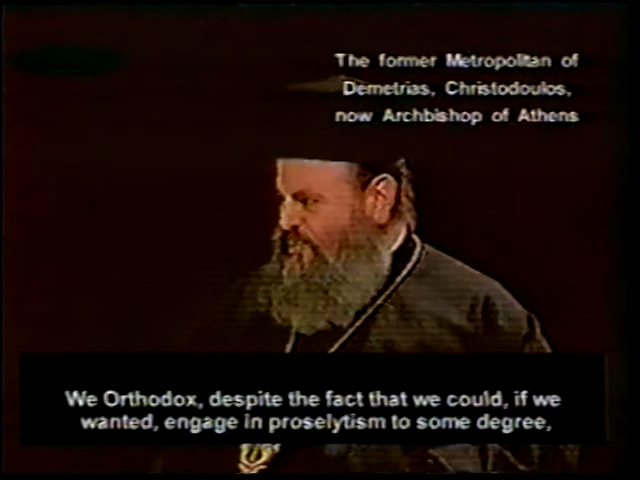 The former Metropolitan of
Demetrias, Christodoulos,
now Archbishop of Athens
We Orthodox, despite the fact that we could, if we
wanted, engage in proselytism to some degree,